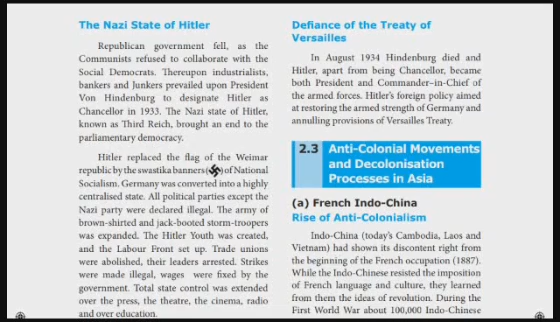 The Nazi State of Hitler
Republican government fell, as the
Communists refused to collaborate with the
Social Democrats. Thereupon industrialists,
bankers and Junkers prevailed upon President
Von Hindenburg to designate Hitler as
Chancellor in 1933. The Nazi state of Hitler,
known as Third Reich, brought an end to the
parliamentary democracy.
Hitler replaced the flag of the Weimar
republic by the swastika banners(卐)of National
Socialism. Germany was converted into a highly
centralised state. All political parties except the
Nazi party were declared illegal. The army of
brown-shirted and jack-booted storm-troopers
was expanded. The Hitler Youth was created,
and the Labour Front set up. Trade unions
were abolished, their leaders arrested. Strikes
were made illegal, wages were fixed by the
government. Total state control was extended
over the press, the theatre, the cinema, radio
and over education.
Defiance of the Treaty of
Versailles
In August 1934 Hindenburg died and
Hitler, apart from being Chancellor, became
both President and Commander–in-Chief of
the armed forces. Hitler's foreign policy aimed
at restoring the armed strength of Germany and
annulling provisions of Versailles Treaty.
2.3 Anti-Colonial Movements
and Decolonisation
Processes in Asia
(a) French Indo-China
Rise of Anti-Colonialism
Indo-China (today's Cambodia, Laos and
Vietnam) had shown its discontent right from
the beginning of the French occupation (1887).
While the Indo-Chinese resisted the imposition
of French language and culture, they learned
from them the ideas of revolution. During the
First World War about 100,000 Indo-Chinese